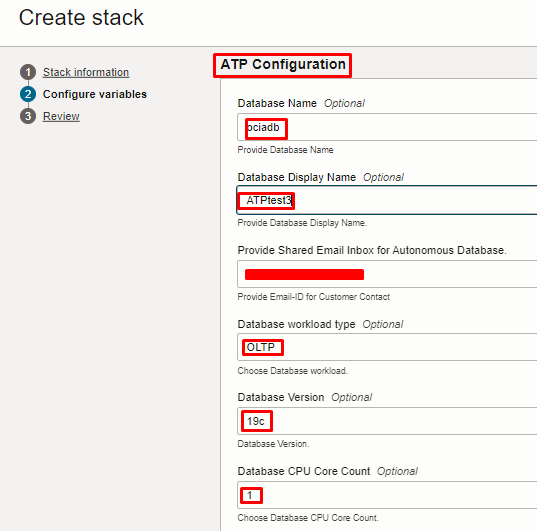 Create stack
1 Stack information
2 Configure variables
3 Review
ATP Configuration
Database Name Optional
ociadb
Provide Database Name
Database Display Name Optional
ATPtest3
Provide Database Display Name.
Provide Shared Email Inbox for Autonomous Database.
Provide Email-ID for Customer Contact
Database workload type Optional
OLTP
Choose Database workload.
Database Version Optional
19c
Database Version.
Database CPU Core Count Optional
1
Choose Database CPU Core Count.